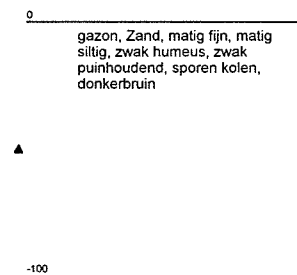 0
gazon, Zand, matig fijn, matig
siltig, zwak humeus, zwak
puinhoudend, sporen kolen,
donkerbruin
-100